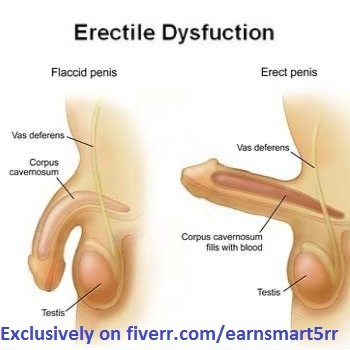 Erectile Dysfuction
Flaccid penis
Erect penis
Vas deferens
Corpus
cavernosum
Testis
Vas deferens
Corpus cavernosum
fills with blood
Testis
Exclusively on fiverr.com/earnsmart5rr